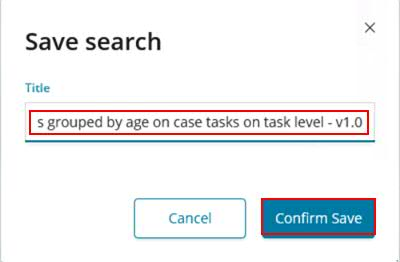 Save search
Title
s grouped by age on case tasks on task level - v1.0
Cancel
Confirm Save